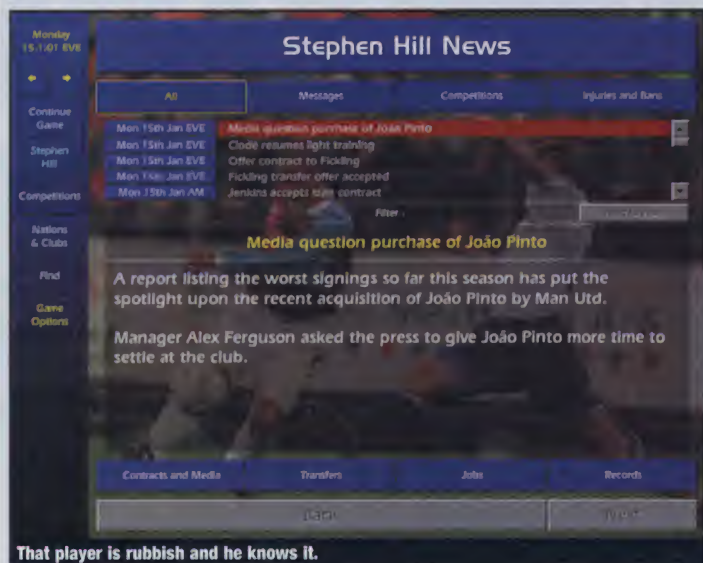 Monday
15.1.01 EVE
Stephen Hill News
All
Messages
Competitions
Injuries and Bans
Continue
Game
Stephen
Hill
Competitions
Nations
& Clubs
Find
Game
Options
Mon 15th Jan EVE Media question purchase of João Pinto
Mon 15th Jan EVE Clodé resumes light training
Mon 15th Jan EVE Offer contract to Fickling
Mon 15th Jan EVE Fickling transfer offer accepted
Mon 15th Jan AM Jenkins accepts contract
Filter
Media question purchase of João Pinto
A report listing the worst signings so far this season has put the
spotlight upon the recent acquisition of João Pinto by Man Utd.
Manager Alex Ferguson asked the press to give João Pinto more time to
settle at the club.
Contracts and Media
Transfers
Jobs
Records
Back
Next
That player is rubbish and he knows it.